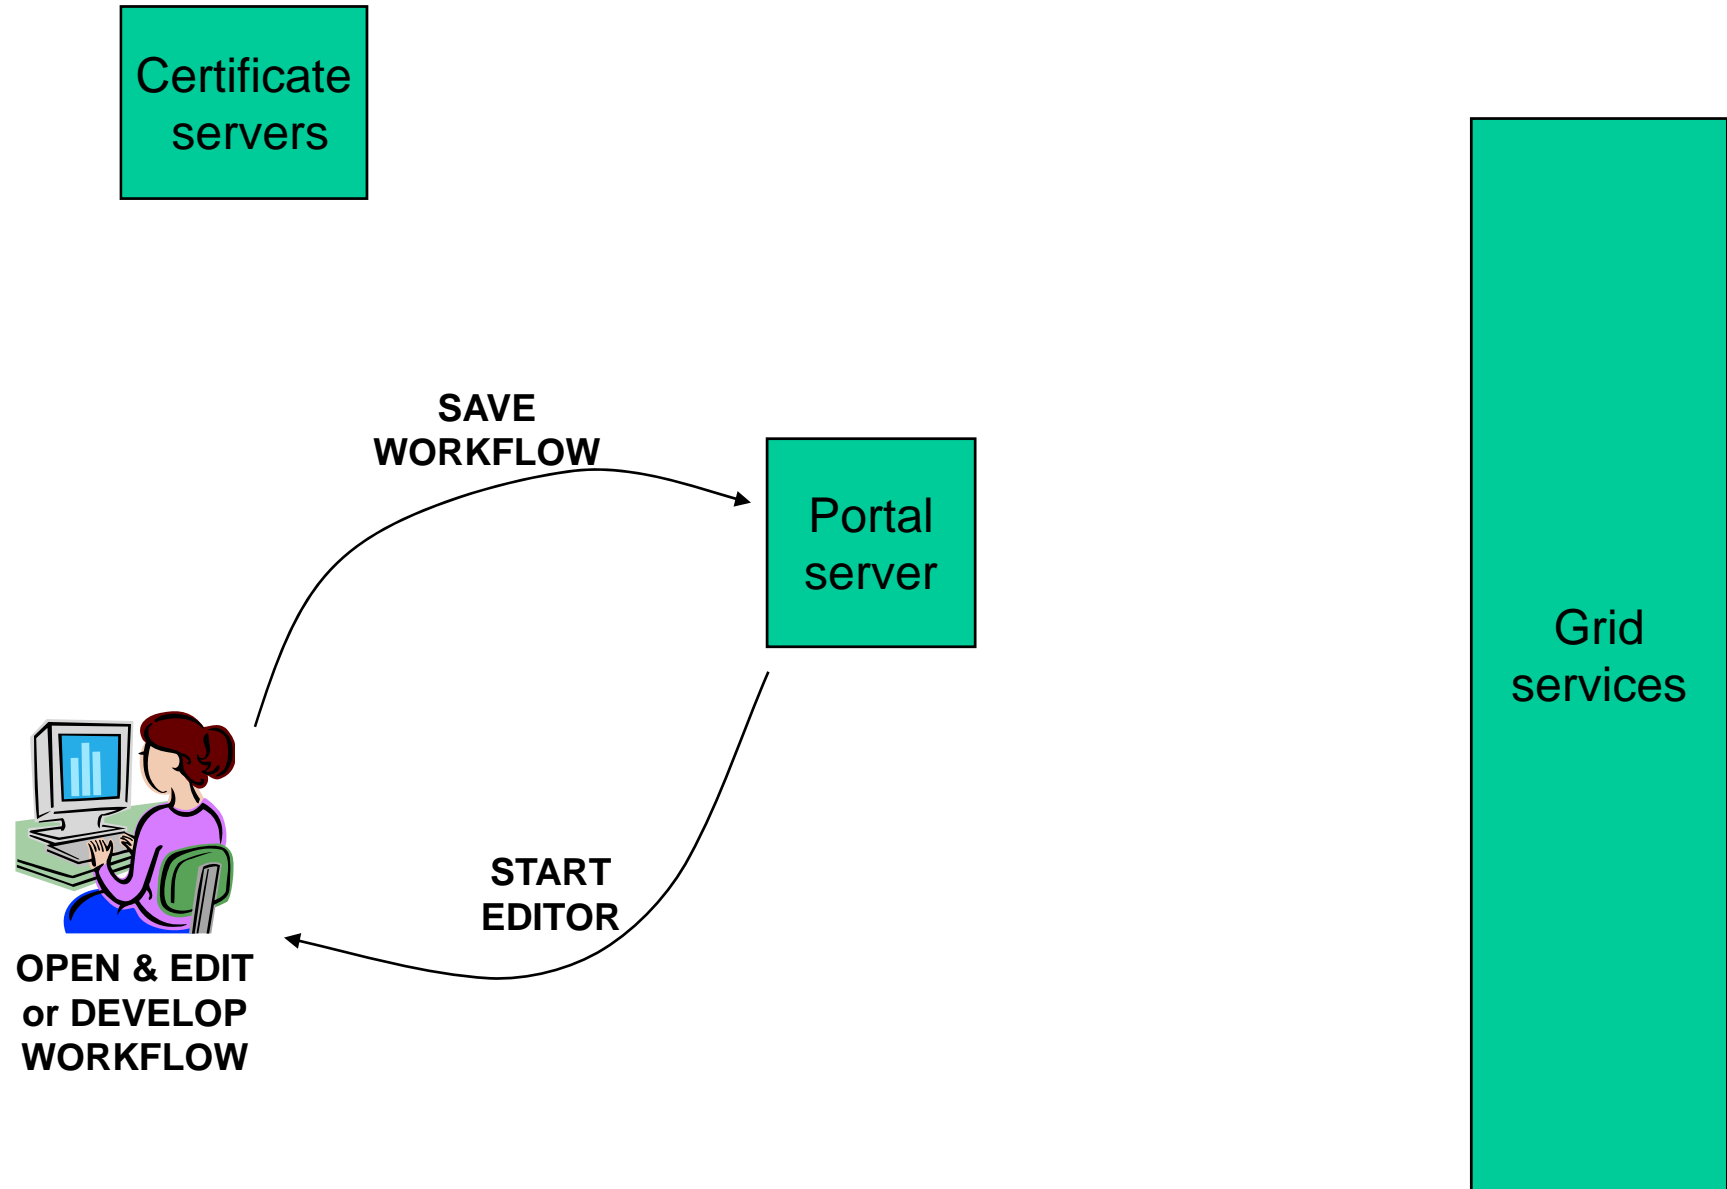 Certificate
servers
SAVE
WORKFLOW
Portal
server
Grid
services
START
EDITOR
OPEN & EDIT
or DEVELOP
WORKFLOW